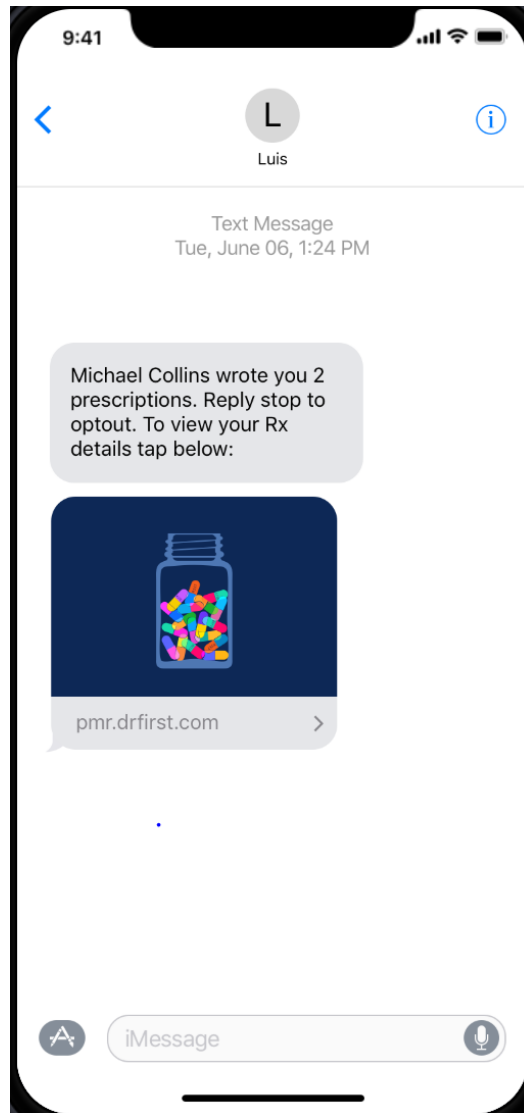 9:41
L
Luis
Text Message
Tue, June 06, 1:24 PM
Michael Collins wrote you 2
prescriptions. Reply stop to
optout. To view your Rx
details tap below:
pmr.drfirst.com
iMessage